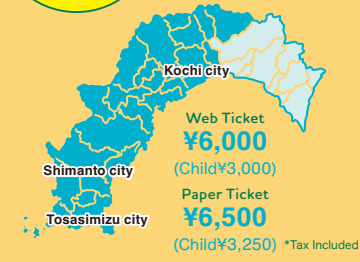 Kochi city
Web Ticket
¥6,000
(Child¥3,000)
Shimanto city
Paper Ticket
¥6,500
Tosasimizu city
(Child¥3,250) *Tax Included